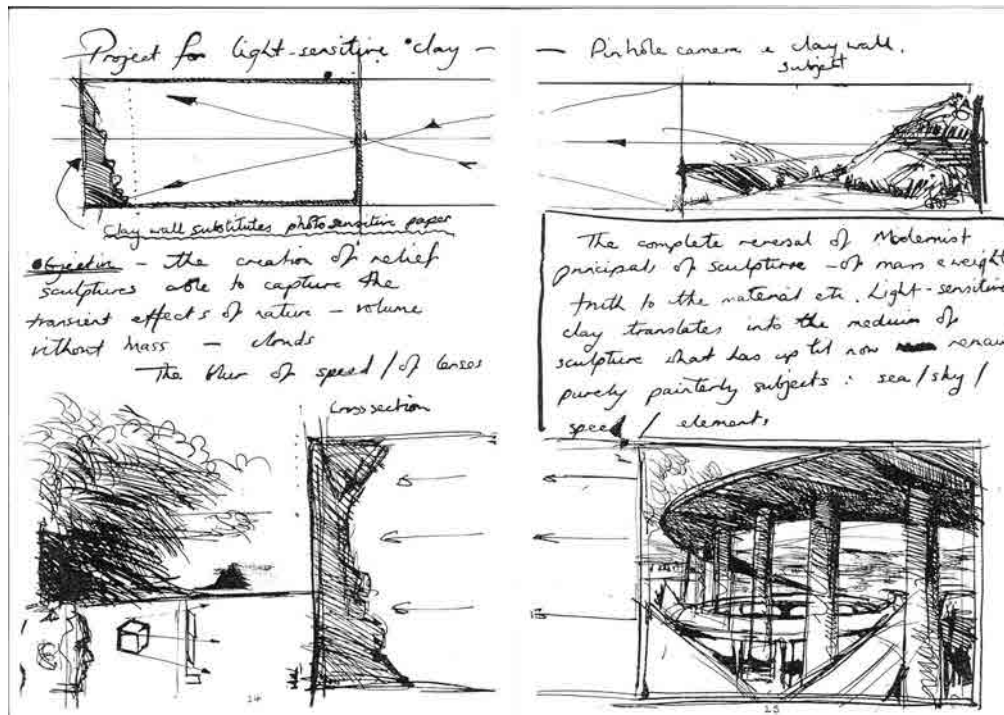 Project for light-sensitive clay —
Clay wall substitutes photosensitive paper
Objective – the creation of relief
sculptures able to capture the
transient effects of nature – volume
without mass – clouds
The blur of speed / of lenses
Cross section
14
— Pinhole camera & clay wall.
subject
The complete reversal of Modernist
principals of sculpture – of mass & weight
truth to the material etc. Light-sensitive
clay translates into the medium of
sculpture what has up til now remain
purely painterly subjects : sea / sky /
speed / elements
15